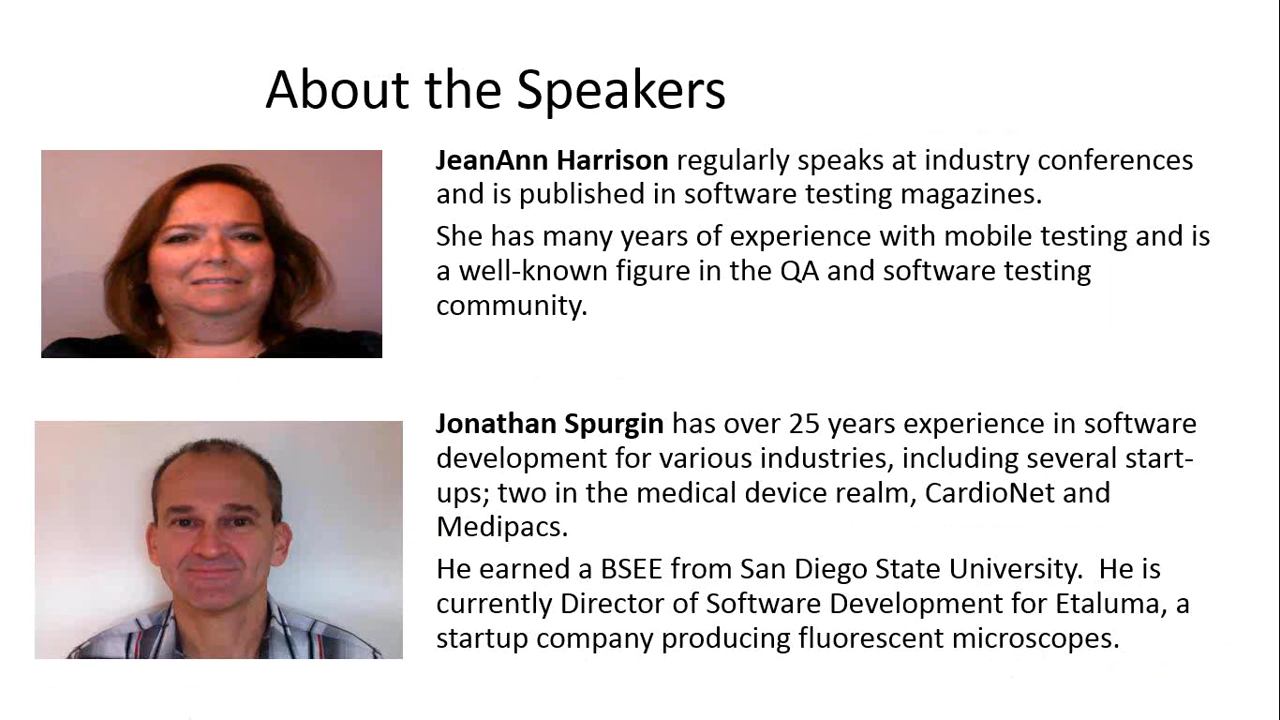 About the Speakers
JeanAnn Harrison regularly speaks at industry conferences
and is published in software testing magazines.
She has many years of experience with mobile testing and is
a well-known figure in the QA and software testing
community.
Jonathan Spurgin has over 25 years experience in software
development for various industries, including several start-
ups; two in the medical device realm, CardioNet and
Medipacs.
He earned a BSEE from San Diego State University.  He is
currently Director of Software Development for Etaluma, a
startup company producing fluorescent microscopes.